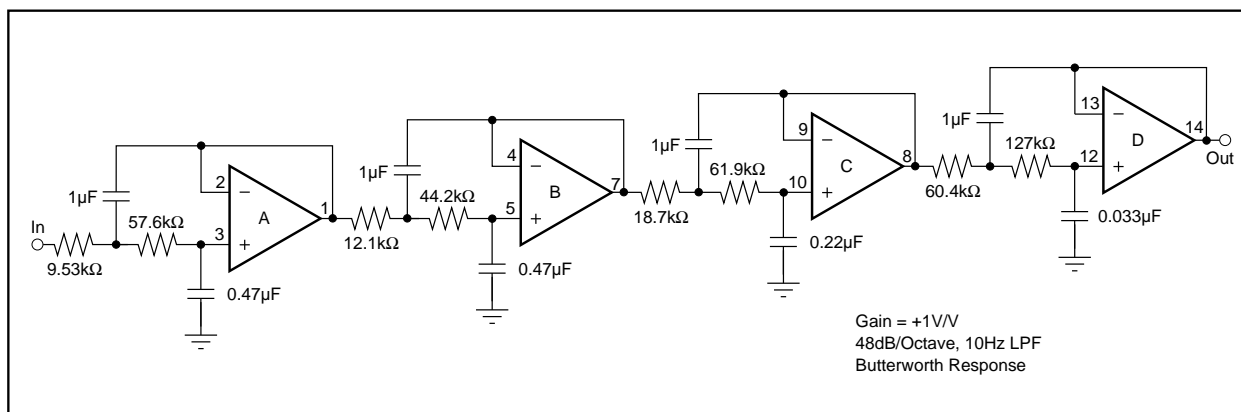 In
9.53kΩ
1µF
57.6kΩ
2
−
3
+
A
1
0.47µF
12.1kΩ
1µF
44.2kΩ
4
−
5
+
B
7
0.47µF
18.7kΩ
1µF
61.9kΩ
9
−
10
+
C
8
0.22µF
60.4kΩ
1µF
127kΩ
13
−
12
+
D
14
Out
0.033µF
Gain = +1V/V
48dB/Octave, 10Hz LPF
Butterworth Response